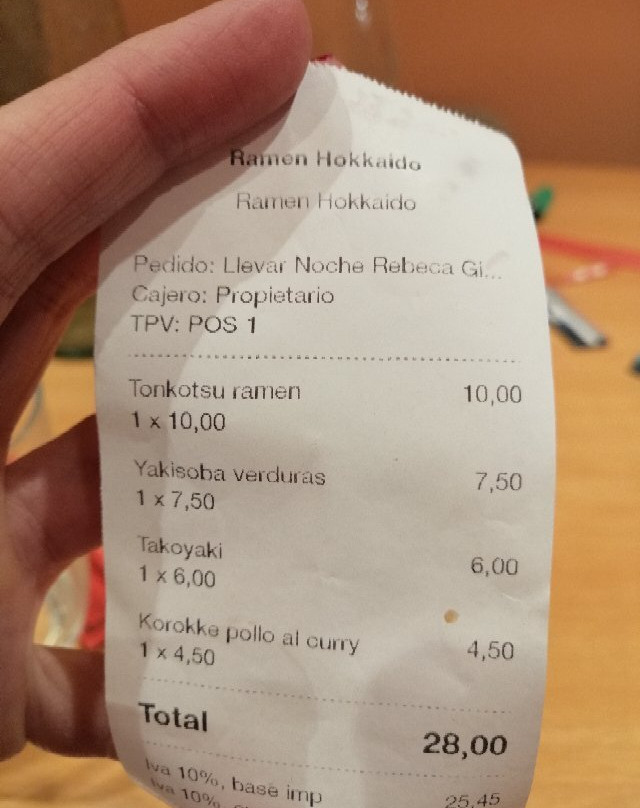 Ramen Hokkaido
Ramen Hokkaido
Pedido: Llevar Noche Rebeca Gi...
Cajero: Propietario
TPV: POS 1
Tonkotsu ramen 10,00
1 x 10,00
Yakisoba verduras 7,50
1 x 7,50
Takoyaki 6,00
1 x 6,00
Korokke pollo al curry 4,50
1 x 4,50
Total 28,00
Iva 10%, base imp 25,45
Iva 10%,